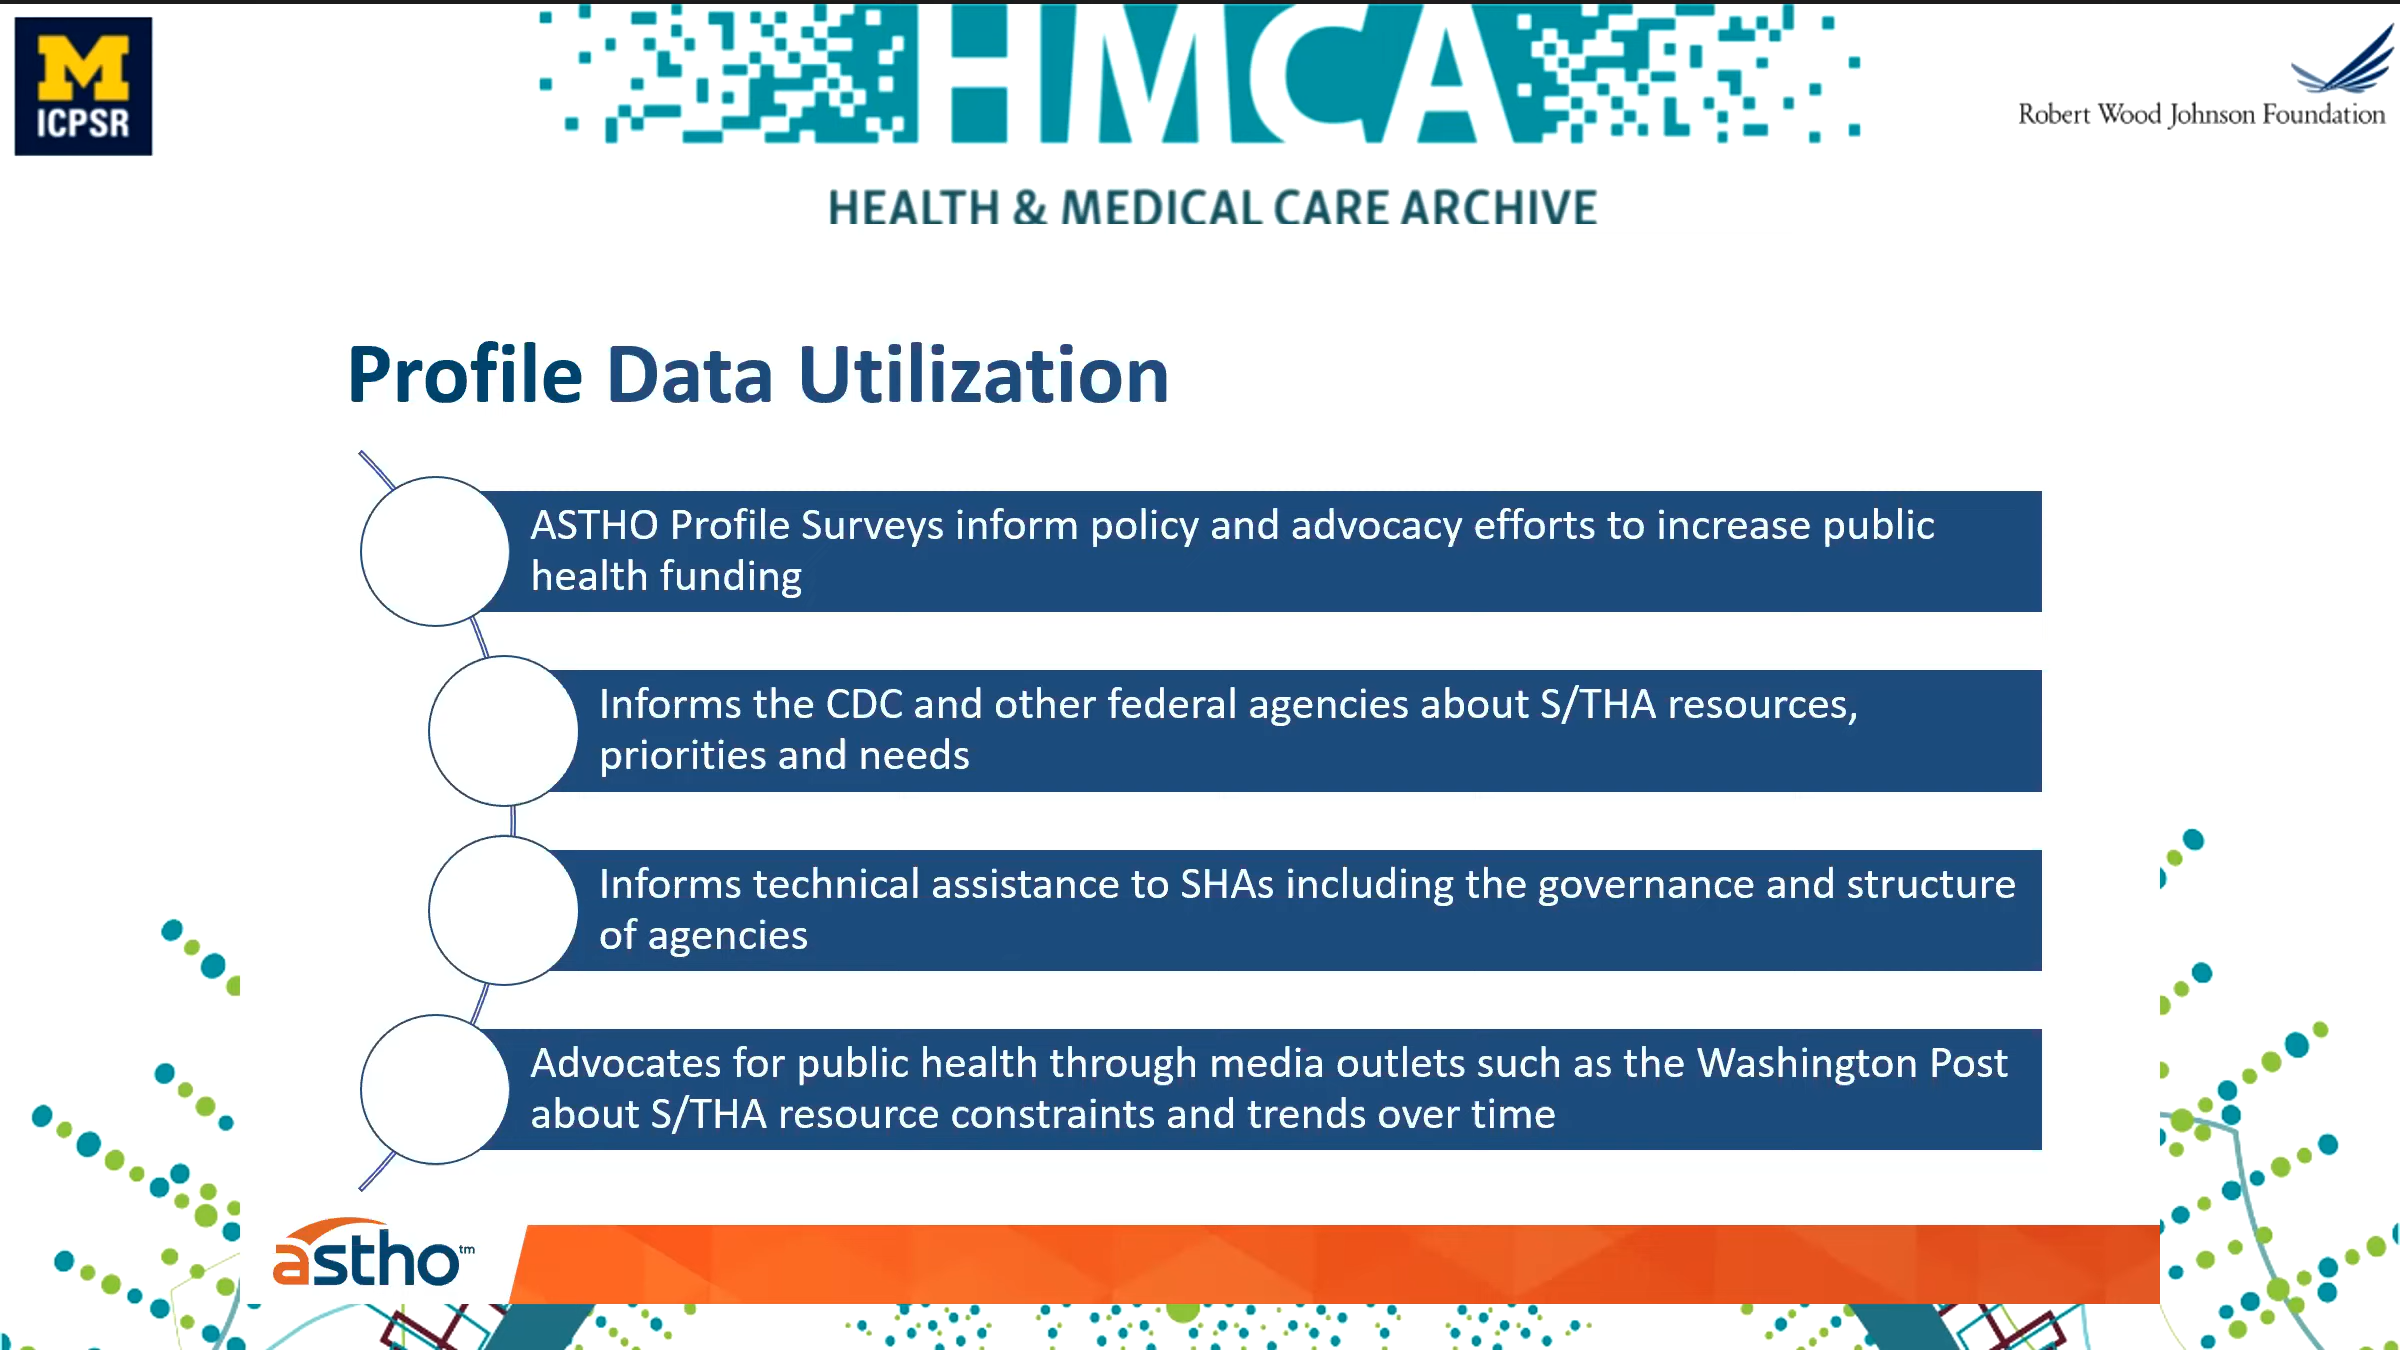 M
ICPSR
HMCA
HEALTH & MEDICAL CARE ARCHIVE
Robert Wood Johnson Foundation
Profile Data Utilization
ASTHO Profile Surveys inform policy and advocacy efforts to increase public
health funding
Informs the CDC and other federal agencies about S/THA resources,
priorities and needs
Informs technical assistance to SHAs including the governance and structure
of agencies
Advocates for public health through media outlets such as the Washington Post
about S/THA resource constraints and trends over time
astho™